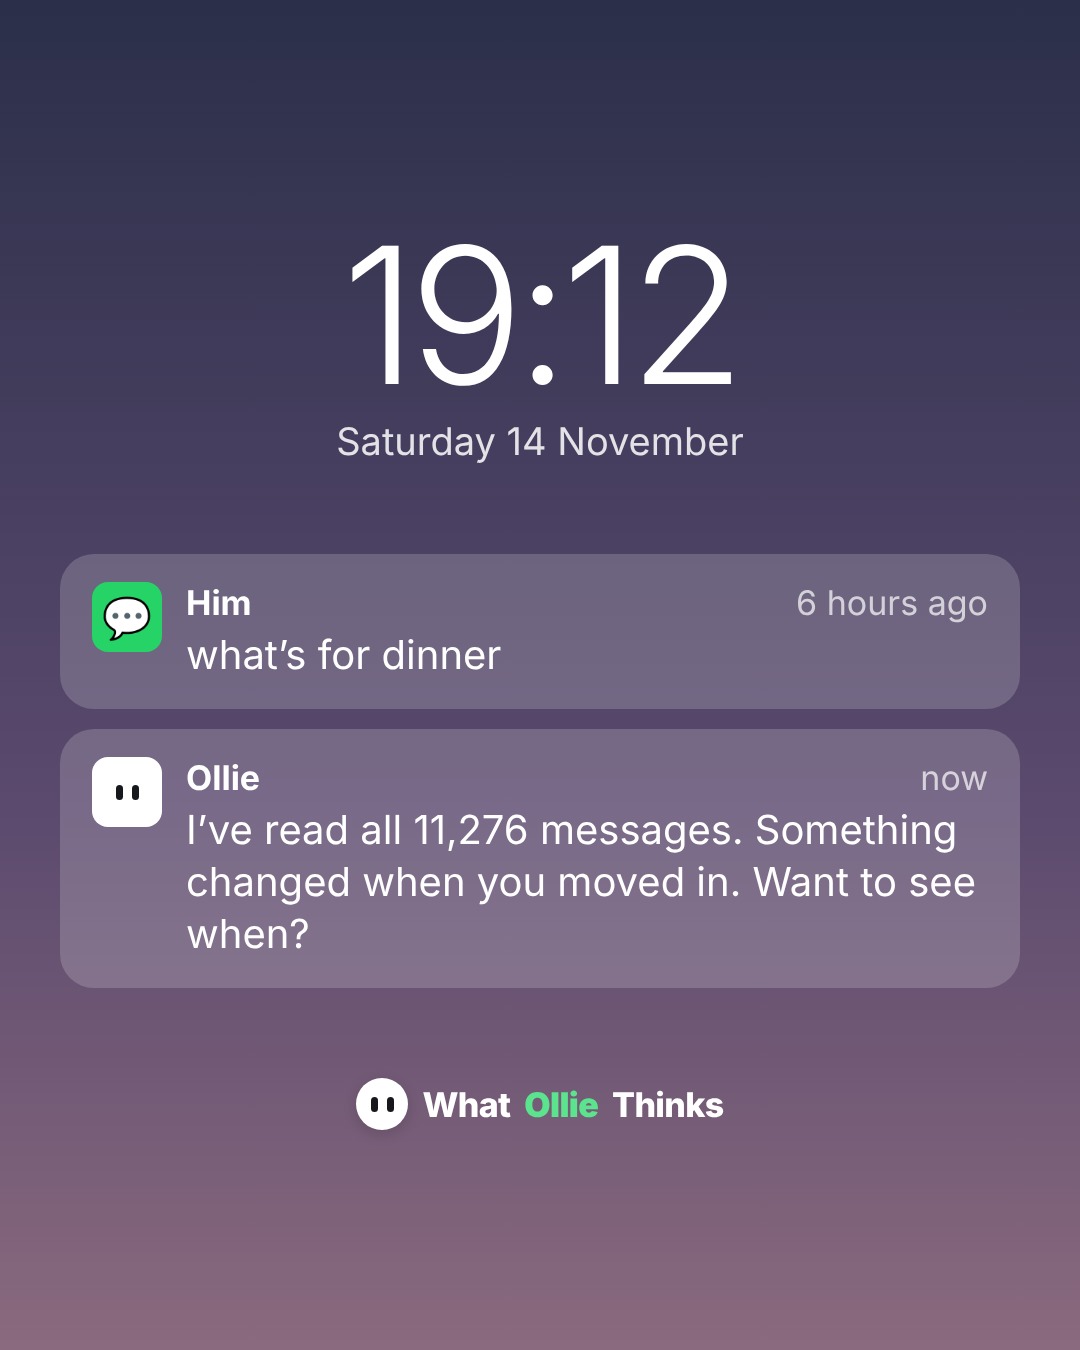 19:12
Saturday 14 November
Him
6 hours ago
what’s for dinner
Ollie
now
I’ve read all 11,276 messages. Something
changed when you moved in. Want to see
when?
What Ollie Thinks